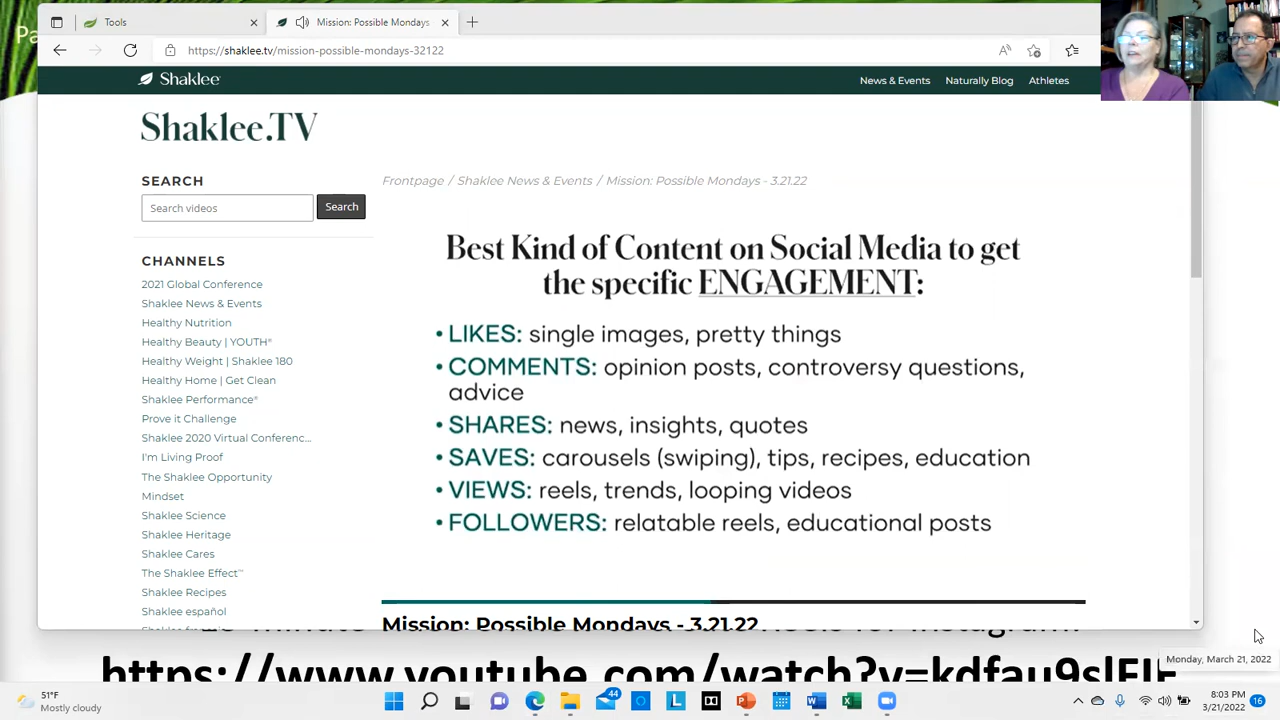 Pa
Tools
Mission: Possible Mondays
https://shaklee.tv/mission-possible-mondays-32122
Shaklee
News & Events
Naturally Blog
Athletes
Shaklee.TV
SEARCH
Search videos
Search
Frontpage / Shaklee News & Events / Mission: Possible Mondays - 3.21.22
CHANNELS
2021 Global Conference
Shaklee News & Events
Healthy Nutrition
Healthy Beauty | YOUTH®
Healthy Weight | Shaklee 180
Healthy Home | Get Clean
Shaklee Performance®
Prove it Challenge
Shaklee 2020 Virtual Conferenc...
I'm Living Proof
The Shaklee Opportunity
Mindset
Shaklee Science
Shaklee Heritage
Shaklee Cares
The Shaklee Effect™
Shaklee Recipes
Shaklee español
Best Kind of Content on Social Media to get
the specific ENGAGEMENT:
• LIKES: single images, pretty things
• COMMENTS: opinion posts, controversy questions,
advice
• SHARES: news, insights, quotes
• SAVES: carousels (swiping), tips, recipes, education
• VIEWS: reels, trends, looping videos
• FOLLOWERS: relatable reels, educational posts
Mission: Possible Mondays - 3.21.22
Monday, March 21, 2022
51°F
Mostly cloudy
44
8:03 PM
3/21/2022
16